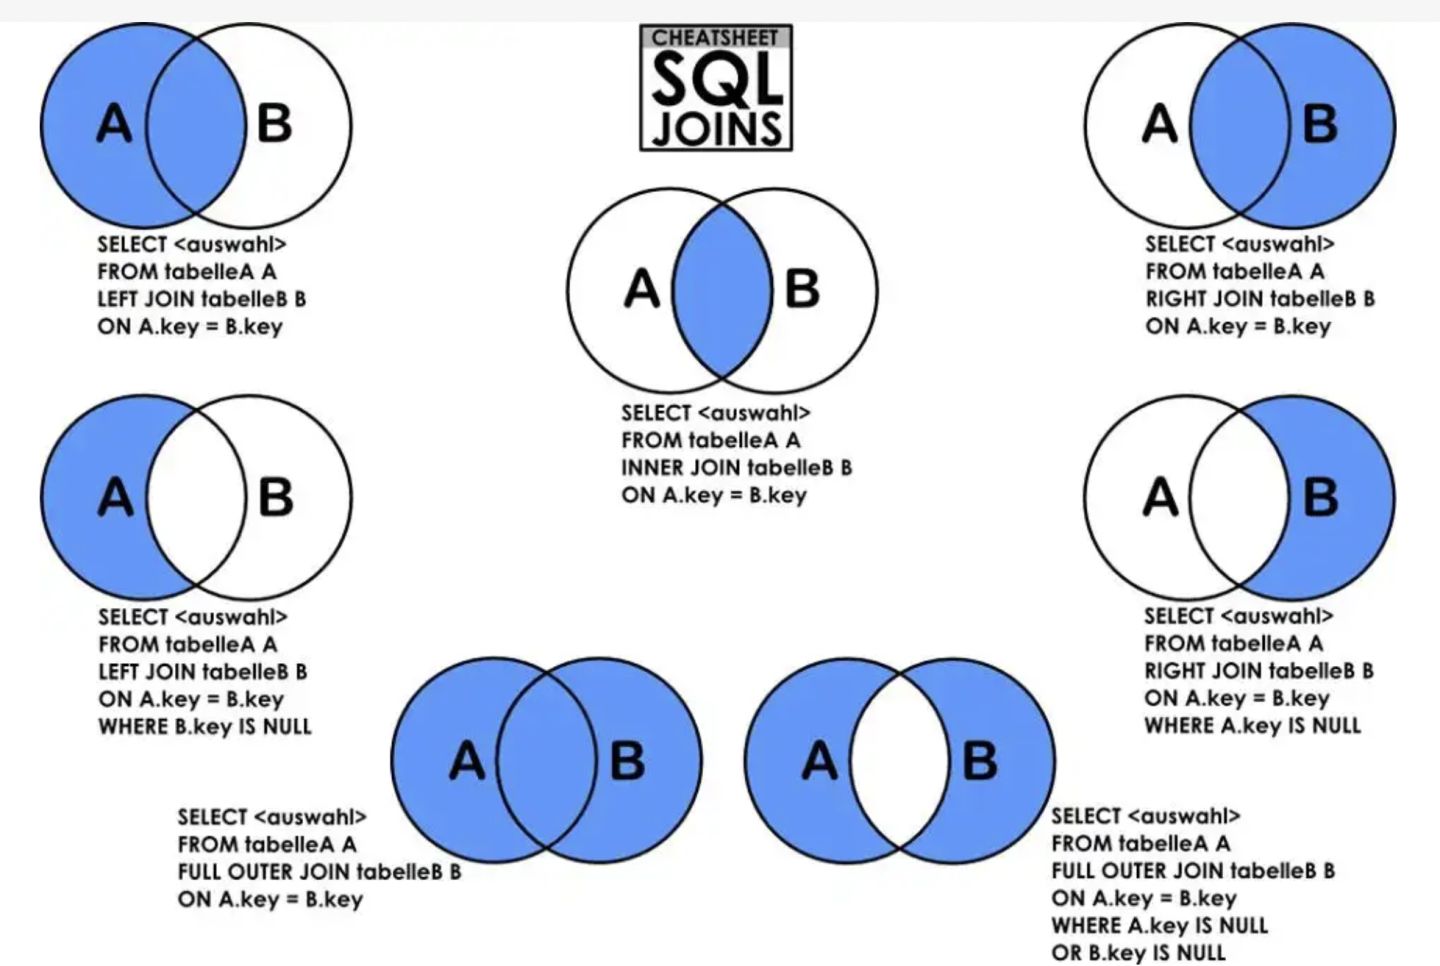 CHEATSHEET
SQL
JOINS
A
B
SELECT <auswahl>
FROM tabelleA A
LEFT JOIN tabelleB B
ON A.key = B.key
A
B
SELECT <auswahl>
FROM tabelleA A
INNER JOIN tabelleB B
ON A.key = B.key
A
B
SELECT <auswahl>
FROM tabelleA A
RIGHT JOIN tabelleB B
ON A.key = B.key
A
B
SELECT <auswahl>
FROM tabelleA A
LEFT JOIN tabelleB B
ON A.key = B.key
WHERE B.key IS NULL
A
B
SELECT <auswahl>
FROM tabelleA A
RIGHT JOIN tabelleB B
ON A.key = B.key
WHERE A.key IS NULL
A
B
SELECT <auswahl>
FROM tabelleA A
FULL OUTER JOIN tabelleB B
ON A.key = B.key
A
B
SELECT <auswahl>
FROM tabelleA A
FULL OUTER JOIN tabelleB B
ON A.key = B.key
WHERE A.key IS NULL
OR B.key IS NULL